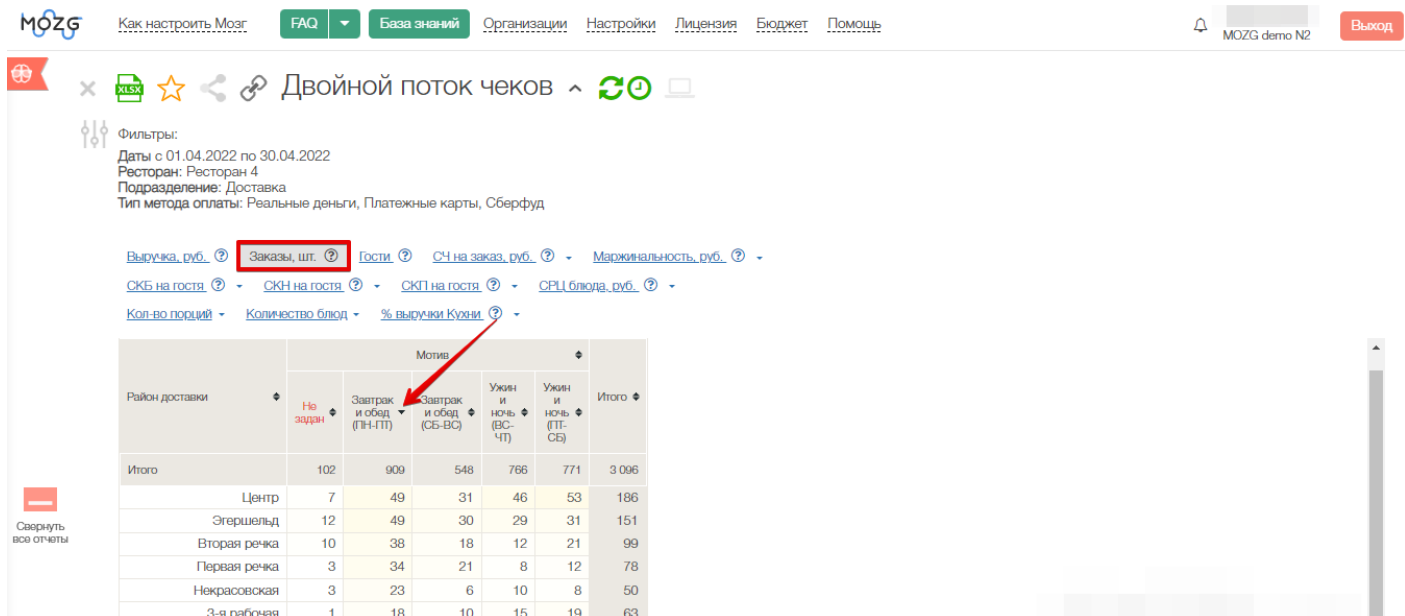 MOZG Как настроить Мозг FAQ База знаний Организации Настройки Лицензия Бюджет Помощь MOZG demo N2 Выход
XLSX Двойной поток чеков
Фильтры:
Даты с 01.04.2022 по 30.04.2022
Ресторан: Ресторан 4
Подразделение: Доставка
Тип метода оплаты: Реальные деньги, Платежные карты, Сберфуд
Выручка, руб. ? Заказы, шт. ? Гости ? СЧ на заказ, руб. ? Маржинальность, руб. ?
СКБ на гостя ? СКН на гостя ? СКП на гостя ? СРЦ блюда, руб. ?
Кол-во порций Количество блюд % выручки Кухни ?
Мотив
Район доставки Не задан Завтрак и обед (ПН-ПТ) Завтрак и обед (СБ-ВС) Ужин и ночь (ВС-ЧТ) Ужин и ночь (ПТ-СБ) Итого
Итого 102 909 548 766 771 3 096
Центр 7 49 31 46 53 186
Эгершельд 12 49 30 29 31 151
Вторая речка 10 38 18 12 21 99
Первая речка 3 34 21 8 12 78
Некрасовская 3 23 6 10 8 50
3-я рабочая 1 18 10 15 19 63
Свернуть
все отчеты